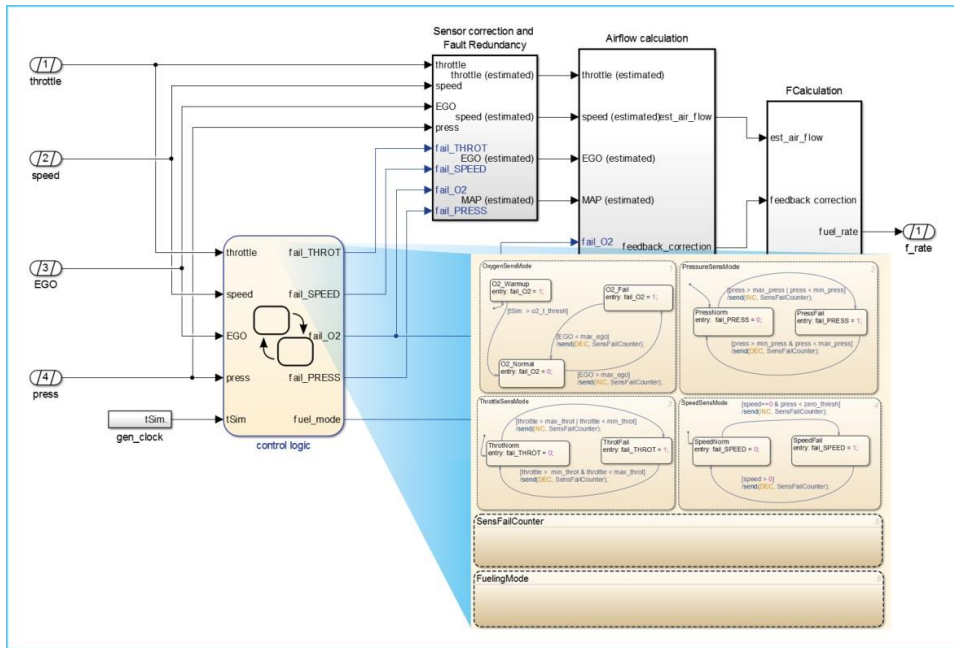 Sensor correction and
Fault Redundancy
Airflow calculation
FCalculation
1
throttle
2
speed
3
EGO
4
press
tSim.
gen_clock
throttle
speed
EGO
press
fail_THROT
fail_SPEED
fail_O2
fail_PRESS
throttle (estimated)
speed (estimated)
EGO (estimated)
MAP (estimated)
throttle (estimated)
speed (estimated)
EGO (estimated)
MAP (estimated)
fail_O2
est_air_flow
feedback_correction
est_air_flow
feedback correction
fuel_rate
1
f_rate
throttle
speed
EGO
press
tSim
fail_THROT
fail_SPEED
fail_O2
fail_PRESS
fuel_mode
control logic
OxygenSensMode
1
O2_Warmup
entry: fail_O2 = 1;
O2_Fail
entry: fail_O2 = 1;
[tSim > o2_t_thresh]
[EGO < max_ego]
/send(DEC, SensFailCounter);
O2_Normal
entry: fail_O2 = 0;
[EGO > max_ego]
/send(INC, SensFailCounter);
PressureSensMode
2
[press > max_press | press < min_press]
/send(INC, SensFailCounter);
PressNorm
entry: fail_PRESS = 0;
PressFail
entry: fail_PRESS = 1;
[press > min_press & press < max_press]
/send(DEC, SensFailCounter);
ThrottleSensMode
3
[throttle > max_throt | throttle < min_throt]
/send(INC, SensFailCounter);
ThrotNorm
entry: fail_THROT = 0;
ThrotFail
entry: fail_THROT = 1;
[throttle > min_throt & throttle < max_throt]
/send(DEC, SensFailCounter);
SpeedSensMode
4
[speed==0 & press < zero_thresh]
/send(INC, SensFailCounter);
SpeedNorm
entry: fail_SPEED = 0;
SpeedFail
entry: fail_SPEED = 1;
[speed > 0]
/send(DEC, SensFailCounter);
SensFailCounter
5
FuelingMode
6